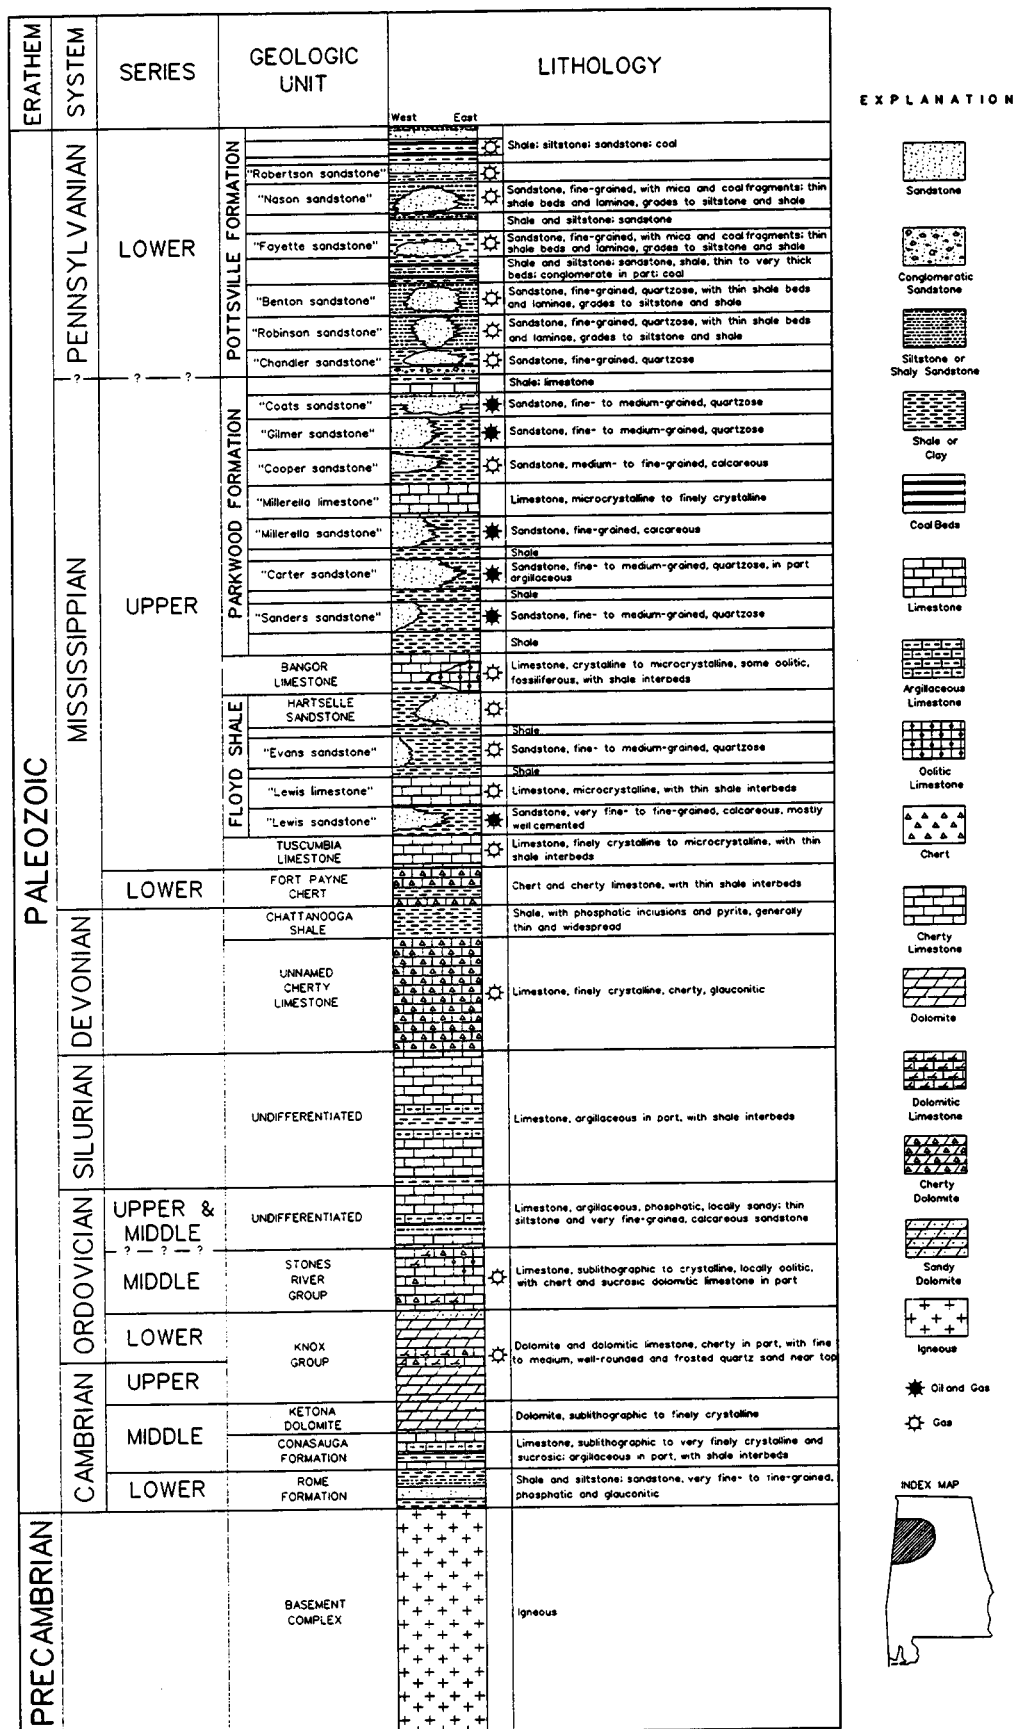 ERATHEM
SYSTEM
SERIES
GEOLOGIC
UNIT
LITHOLOGY
West East
PALEOZOIC
PENNSYLVANIAN
LOWER
POTTSVILLE FORMATION
Shale; siltstone; sandstone; coal
"Robertson sandstone"
"Nason sandstone"
Sandstone, fine-grained, with mica and coal fragments; thin
shale beds and laminae, grades to siltstone and shale
Shale and siltstone; sandstone
"Fayette sandstone"
Sandstone, fine-grained, with mica and coal fragments; thin
shale beds and laminae, grades to siltstone and shale
Shale and siltstone; sandstone, shale, thin to very thick
beds; conglomerate in part; coal
"Benton sandstone"
Sandstone, fine-grained, quartzose, with thin shale beds
and laminae, grades to siltstone and shale
"Robinson sandstone"
Sandstone, fine-grained, quartzose, with thin shale beds
and laminae, grades to siltstone and shale
"Chandler sandstone"
Sandstone, fine-grained, quartzose
? ? ?
MISSISSIPPIAN
UPPER
PARKWOOD FORMATION
Shale; limestone
"Coats sandstone"
Sandstone, fine- to medium-grained, quartzose
"Gilmer sandstone"
Sandstone, fine- to medium-grained, quartzose
"Cooper sandstone"
Sandstone, medium- to fine-grained, calcareous
"Millerella limestone"
Limestone, microcrystalline to finely crystalline
"Millerella sandstone"
Sandstone, fine-grained, calcareous
Shale
"Carter sandstone"
Sandstone, fine- to medium-grained, quartzose, in part
argillaceous
Shale
"Sanders sandstone"
Sandstone, fine- to medium-grained, quartzose
Shale
BANGOR
LIMESTONE
Limestone, crystalline to microcrystalline, some oolitic,
fossiliferous, with shale interbeds
FLOYD SHALE
HARTSELLE
SANDSTONE
Shale
"Evans sandstone"
Sandstone, fine- to medium-grained, quartzose
Shale
"Lewis limestone"
Limestone, microcrystalline, with thin shale interbeds
"Lewis sandstone"
Sandstone, very fine- to fine-grained, calcareous, mostly
well cemented
TUSCUMBIA
LIMESTONE
Limestone, finely crystalline to microcrystalline, with thin
shale interbeds
LOWER
FORT PAYNE
CHERT
Chert and cherty limestone, with thin shale interbeds
DEVONIAN
CHATTANOOGA
SHALE
Shale, with phosphatic inclusions and pyrite, generally
thin and widespread
UNNAMED
CHERTY
LIMESTONE
Limestone, finely crystalline, cherty, glauconitic
SILURIAN
UNDIFFERENTIATED
Limestone, argillaceous in part, with shale interbeds
ORDOVICIAN
UPPER &
MIDDLE
UNDIFFERENTIATED
Limestone, argillaceous, phosphatic, locally sandy; thin
siltstone and very fine-grained, calcareous sandstone
? ? ?
MIDDLE
STONES
RIVER
GROUP
Limestone, sublithographic to crystalline, locally oolitic,
with chert and sucrosic dolomitic limestone in part
LOWER
KNOX
GROUP
Dolomite and dolomitic limestone, cherty in part, with fine
to medium, well-rounded and frosted quartz sand near top
CAMBRIAN
UPPER
MIDDLE
KETONA
DOLOMITE
Dolomite, sublithographic to finely crystalline
CONASAUGA
FORMATION
Limestone, sublithographic to very finely crystalline and
sucrosic; argillaceous in part, with shale interbeds
LOWER
ROME
FORMATION
Shale and siltstone; sandstone, very fine- to fine-grained,
phosphatic and glauconitic
PRECAMBRIAN
BASEMENT
COMPLEX
Igneous
EXPLANATION
Sandstone
Conglomeratic
Sandstone
Siltstone or
Shaly Sandstone
Shale or
Clay
Coal Beds
Limestone
Argillaceous
Limestone
Oolitic
Limestone
Chert
Cherty
Limestone
Dolomite
Dolomitic
Limestone
Cherty
Dolomite
Sandy
Dolomite
Igneous
Oil and Gas
Gas
INDEX MAP